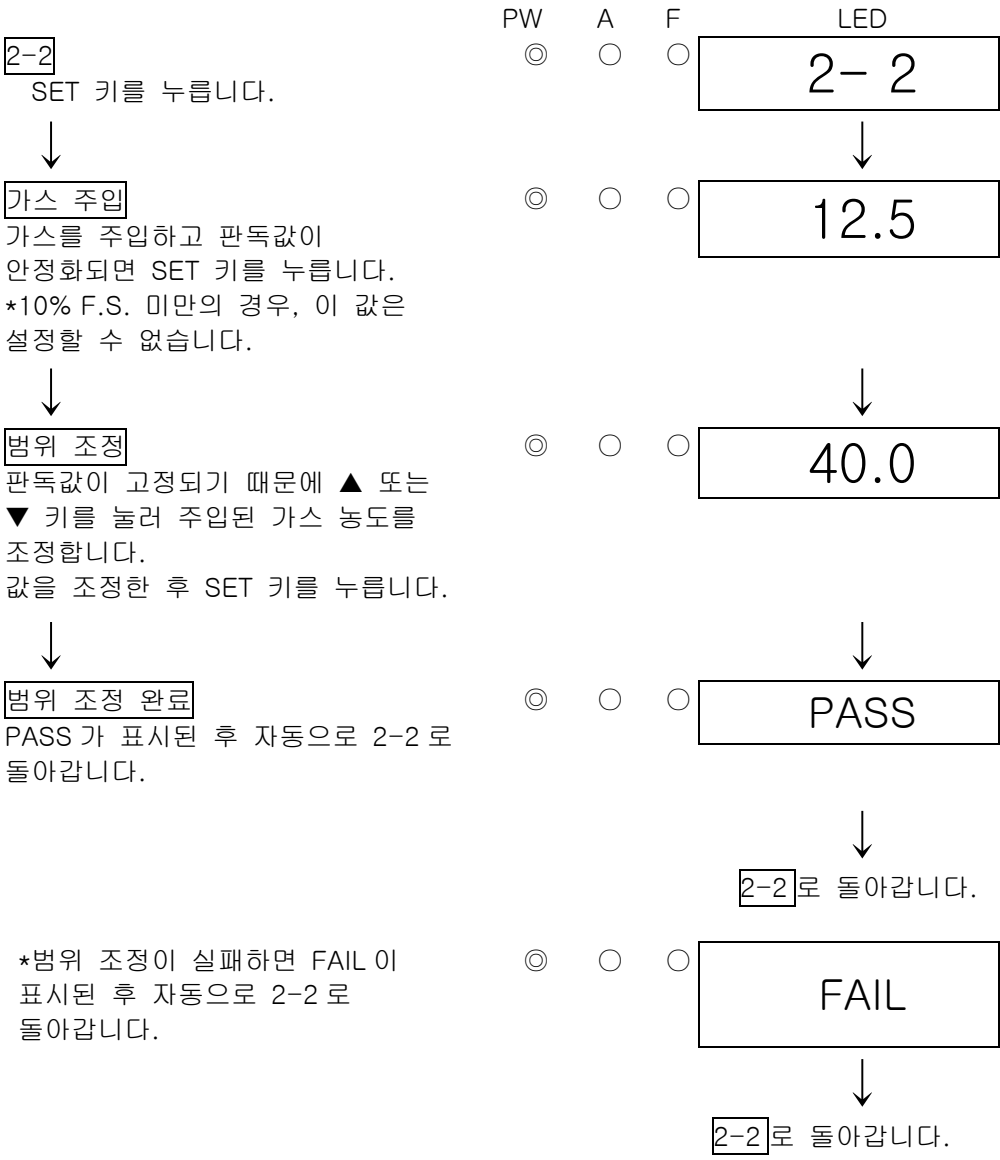 PW A F LED
2-2 ◎ ○ ○ 2- 2
SET 키를 누릅니다.
↓ ↓
가스 주입 ◎ ○ ○ 12.5
가스를 주입하고 판독값이
안정화되면 SET 키를 누릅니다.
*10% F.S. 미만의 경우, 이 값은
설정할 수 없습니다.
↓ ↓
범위 조정 ◎ ○ ○ 40.0
판독값이 고정되기 때문에 ▲ 또는
▼ 키를 눌러 주입된 가스 농도를
조정합니다.
값을 조정한 후 SET 키를 누릅니다.
↓ ↓
범위 조정 완료 ◎ ○ ○ PASS
PASS 가 표시된 후 자동으로 2-2 로
돌아갑니다.
↓
2-2 로 돌아갑니다.
*범위 조정이 실패하면 FAIL 이 ◎ ○ ○ FAIL
표시된 후 자동으로 2-2 로
돌아갑니다.
↓
2-2 로 돌아갑니다.